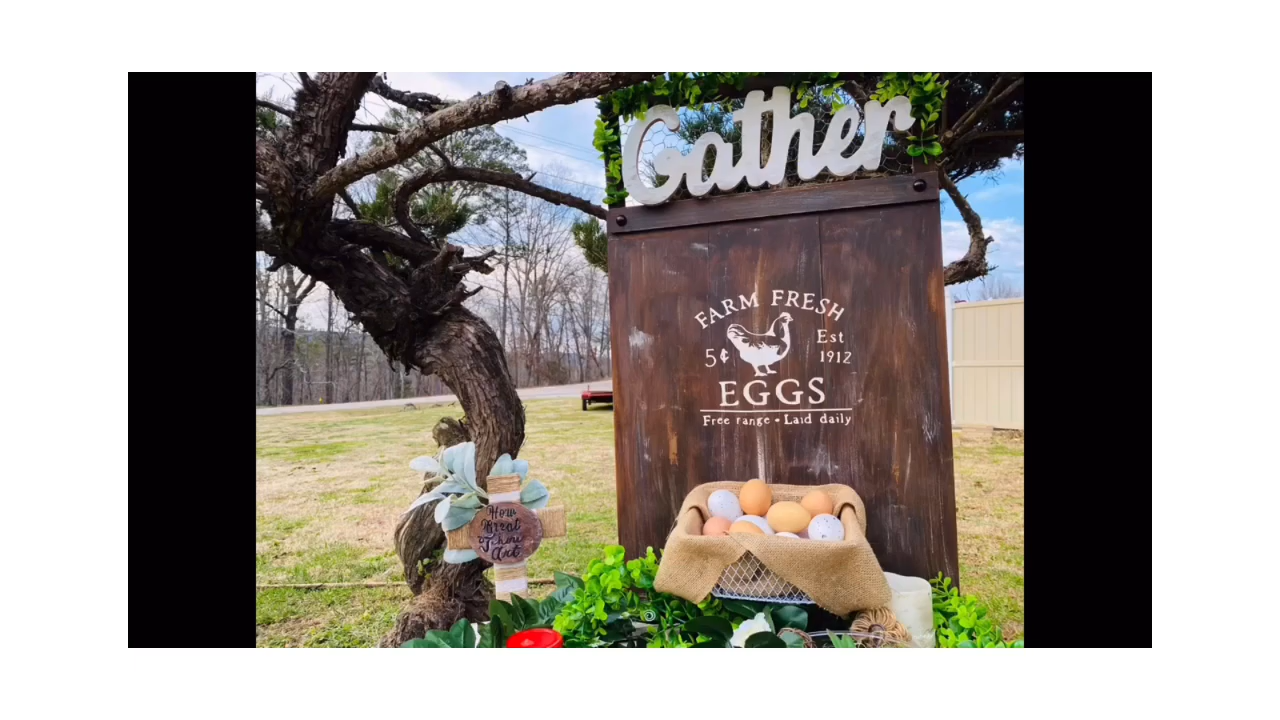 Gather
FARM FRESH
5¢
Est
1912
EGGS
Free range • Laid daily
How
Great
Thou
Art